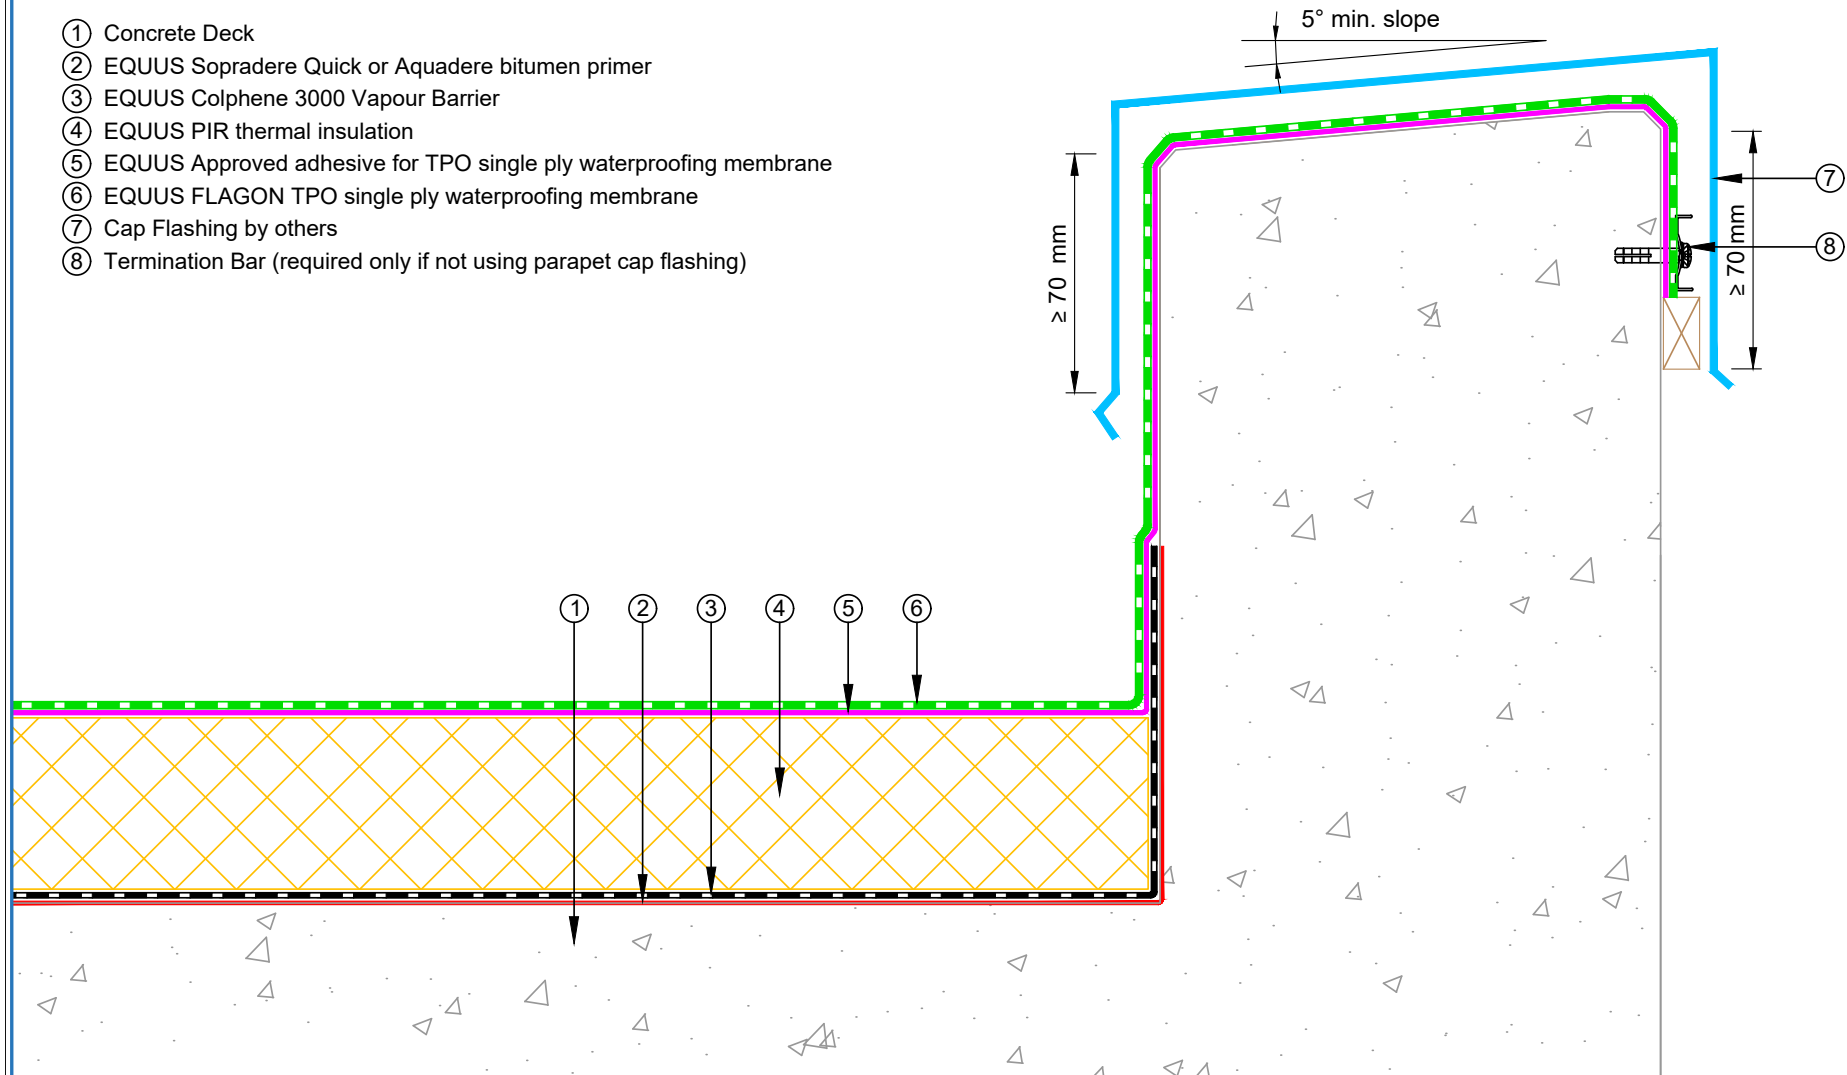 ① Concrete Deck
② EQUUS Sopradere Quick or Aquadere bitumen primer
③ EQUUS Colphene 3000 Vapour Barrier
④ EQUUS PIR thermal insulation
⑤ EQUUS Approved adhesive for TPO single ply waterproofing membrane
⑥ EQUUS FLAGON TPO single ply waterproofing membrane
⑦ Cap Flashing by others
⑧ Termination Bar (required only if not using parapet cap flashing)
5° min. slope
≥ 70 mm
≥ 70 mm
⑦
⑧
① ② ③ ④ ⑤ ⑥